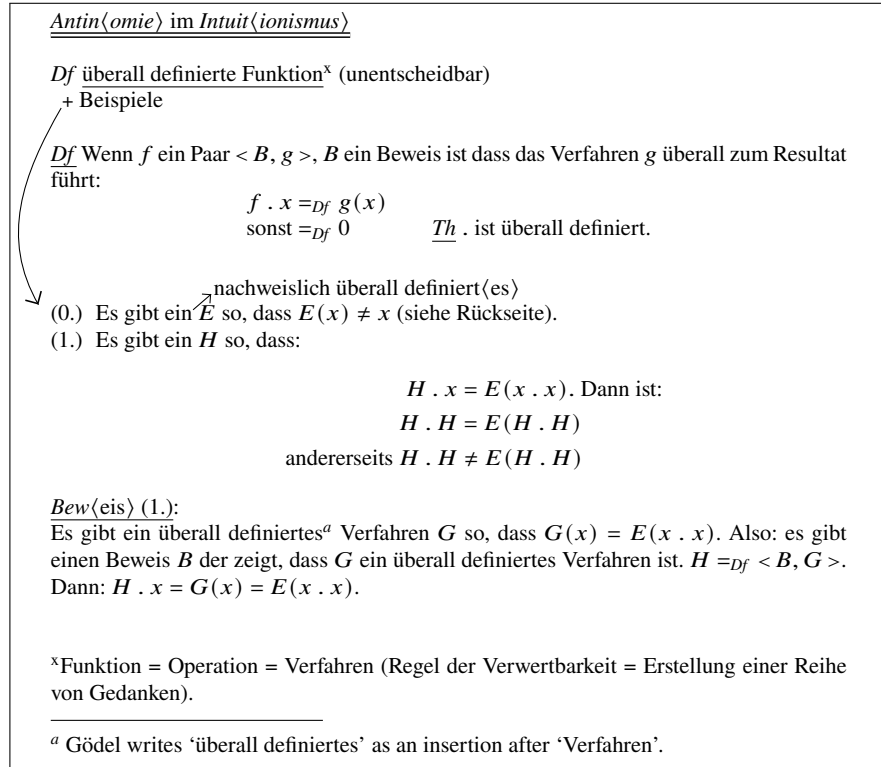 Antin⟨omie⟩ im Intuit⟨ionismus⟩
Df überall definierte Funktionˣ (unentscheidbar)
+ Beispiele
Df Wenn f ein Paar < B, g >, B ein Beweis ist dass das Verfahren g überall zum Resultat
führt:
f . x =Df g(x)
sonst =Df 0 Th . ist überall definiert.
nachweislich überall definiert⟨es⟩
(0.) Es gibt ein E so, dass E(x) ≠ x (siehe Rückseite).
(1.) Es gibt ein H so, dass:
H . x = E(x . x). Dann ist:
H . H = E(H . H)
andererseits H . H ≠ E(H . H)
Bew⟨eis⟩ (1.):
Es gibt ein überall definiertesᵃ Verfahren G so, dass G(x) = E(x . x). Also: es gibt
einen Beweis B der zeigt, dass G ein überall definiertes Verfahren ist. H =Df < B, G >.
Dann: H . x = G(x) = E(x . x).
ˣFunktion = Operation = Verfahren (Regel der Verwertbarkeit = Erstellung einer Reihe
von Gedanken).
ᵃ Gödel writes ‘überall definiertes’ as an insertion after ‘Verfahren’.